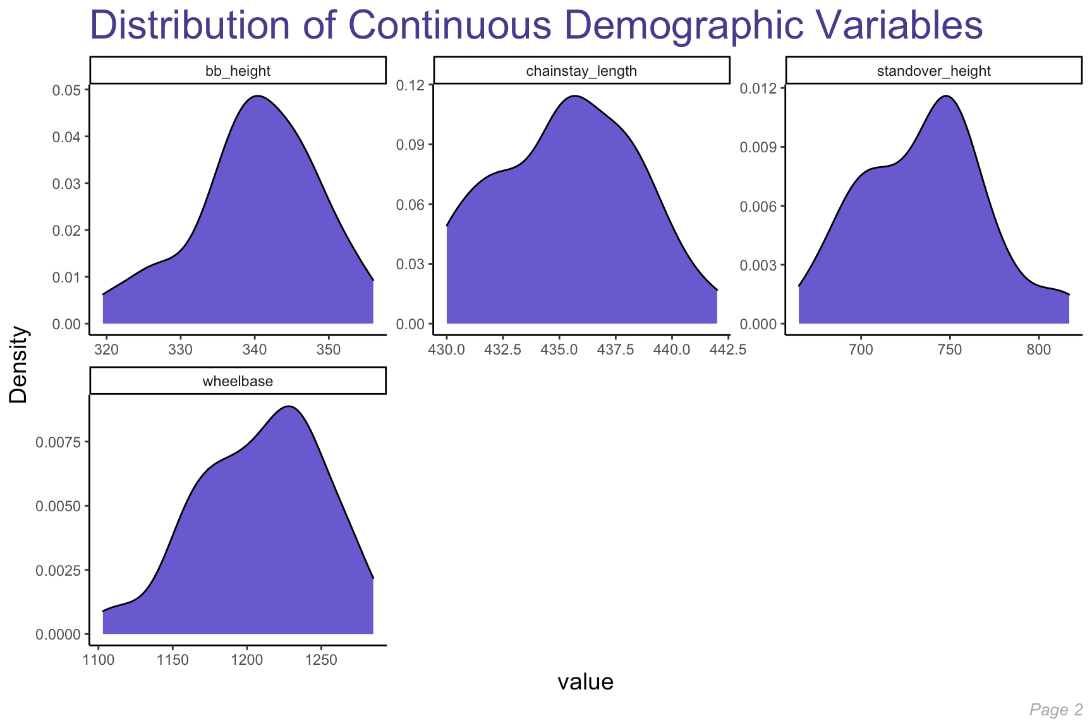 Distribution of Continuous Demographic Variables
bb_height
chainstay_length
standover_height
0.05
0.04
0.03
0.02
0.01
0.00
320 330 340 350
0.12
0.09
0.06
0.03
0.00
430.0 432.5 435.0 437.5 440.0 442.5
0.012
0.009
0.006
0.003
0.000
700 750 800
Density
wheelbase
0.0075
0.0050
0.0025
0.0000
1100 1150 1200 1250
value
Page 2